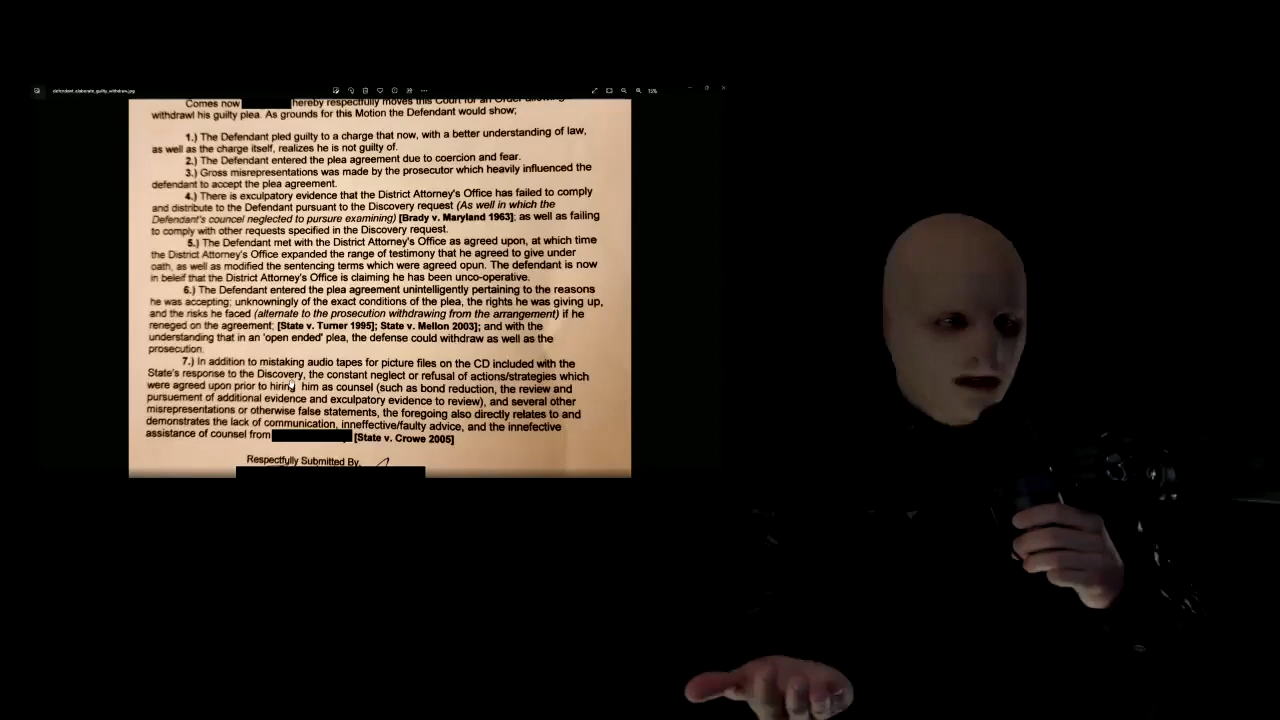 defendant_elaborate_guilty_withdraw.jpg
13%
Comes now hereby respectfully moves this Court for an Order allowing
withdrawl his guilty plea. As grounds for this Motion the Defendant would show;
1.) The Defendant pled guilty to a charge that now, with a better understanding of law,
as well as the charge itself, realizes he is not guilty of.
2.) The Defendant entered the plea agreement due to coercion and fear.
3.) Gross misrepresentations was made by the prosecutor which heavily influenced the
defendant to accept the plea agreement.
4.) There is exculpatory evidence that the District Attorney's Office has failed to comply
and distribute to the Defendant pursuant to the Discovery request (As well in which the
Defendant's councel neglected to pursure examining) [Brady v. Maryland 1963]; as well as failing
to comply with other requests specified in the Discovery request.
5.) The Defendant met with the District Attorney's Office as agreed upon, at which time
the District Attorney's Office expanded the range of testimony that he agreed to give under
oath, as well as modified the sentencing terms which were agreed opun. The defendant is now
in beleif that the District Attorney's Office is claiming he has been unco-operative.
6.) The Defendant entered the plea agreement unintelligently pertaining to the reasons
he was accepting; unknowningly of the exact conditions of the plea, the rights he was giving up,
and the risks he faced (alternate to the prosecution withdrawing from the arrangement) if he
reneged on the agreement; [State v. Turner 1995]; State v. Mellon 2003]; and with the
understanding that in an 'open ended' plea, the defense could withdraw as well as the
prosecution.
7.) In addition to mistaking audio tapes for picture files on the CD included with the
State's response to the Discovery, the constant neglect or refusal of actions/strategies which
were agreed upon prior to hiring him as counsel (such as bond reduction, the review and
pursuement of additional evidence and exculpatory evidence to review), and several other
misrepresentations or otherwise false statements, the foregoing also directly relates to and
demonstrates the lack of communication, inneffective/faulty advice, and the innefective
assistance of counsel from [State v. Crowe 2005]
Respectfully Submitted By,